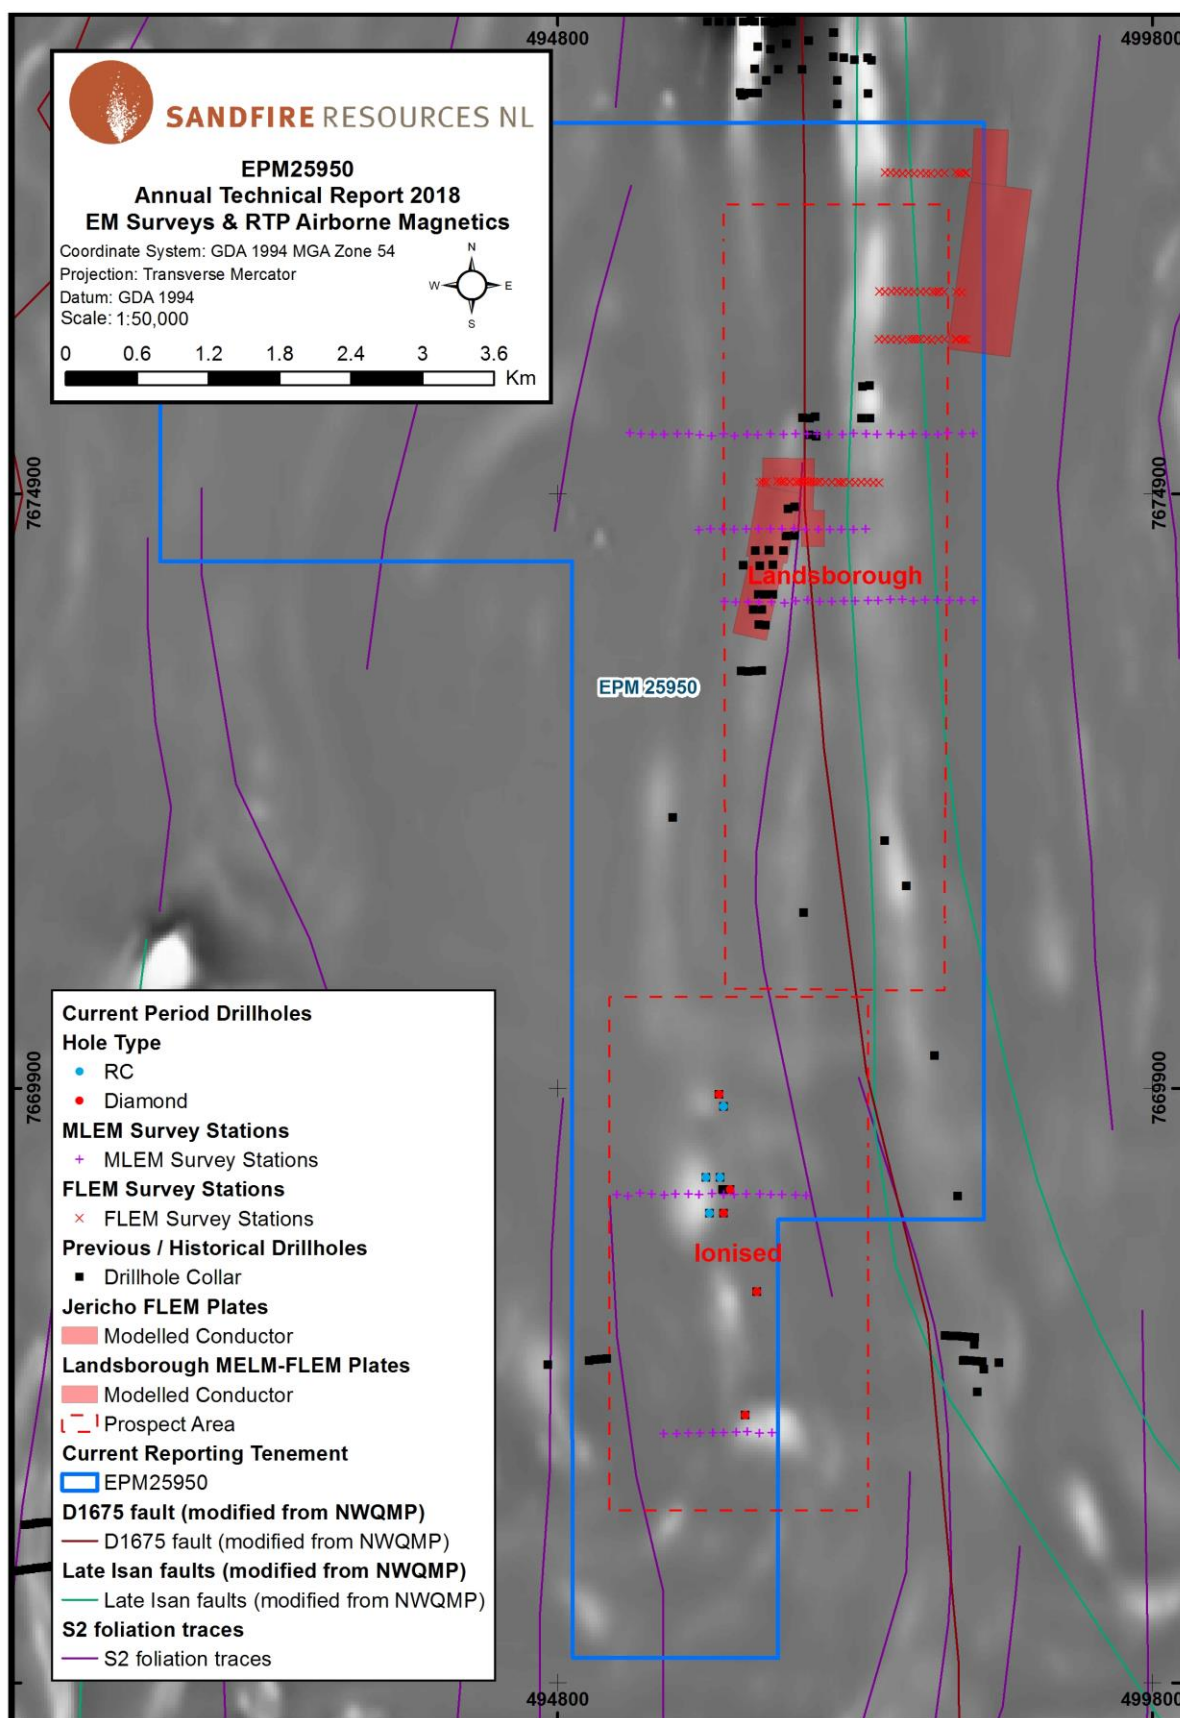 494800
499800
SANDFIRE RESOURCES NL
EPM25950
Annual Technical Report 2018
EM Surveys & RTP Airborne Magnetics
Coordinate System: GDA 1994 MGA Zone 54
Projection: Transverse Mercator
Datum: GDA 1994
Scale: 1:50,000
N
W E
S
0 0.6 1.2 1.8 2.4 3 3.6
Km
7674900
7674900
Landsborough
EPM 25950
7669900
7669900
Ionised
Current Period Drillholes
Hole Type
RC
Diamond
MLEM Survey Stations
MLEM Survey Stations
FLEM Survey Stations
FLEM Survey Stations
Previous / Historical Drillholes
Drillhole Collar
Jericho FLEM Plates
Modelled Conductor
Landsborough MELM-FLEM Plates
Modelled Conductor
Prospect Area
Current Reporting Tenement
EPM25950
D1675 fault (modified from NWQMP)
D1675 fault (modified from NWQMP)
Late Isan faults (modified from NWQMP)
Late Isan faults (modified from NWQMP)
S2 foliation traces
S2 foliation traces
494800
499800